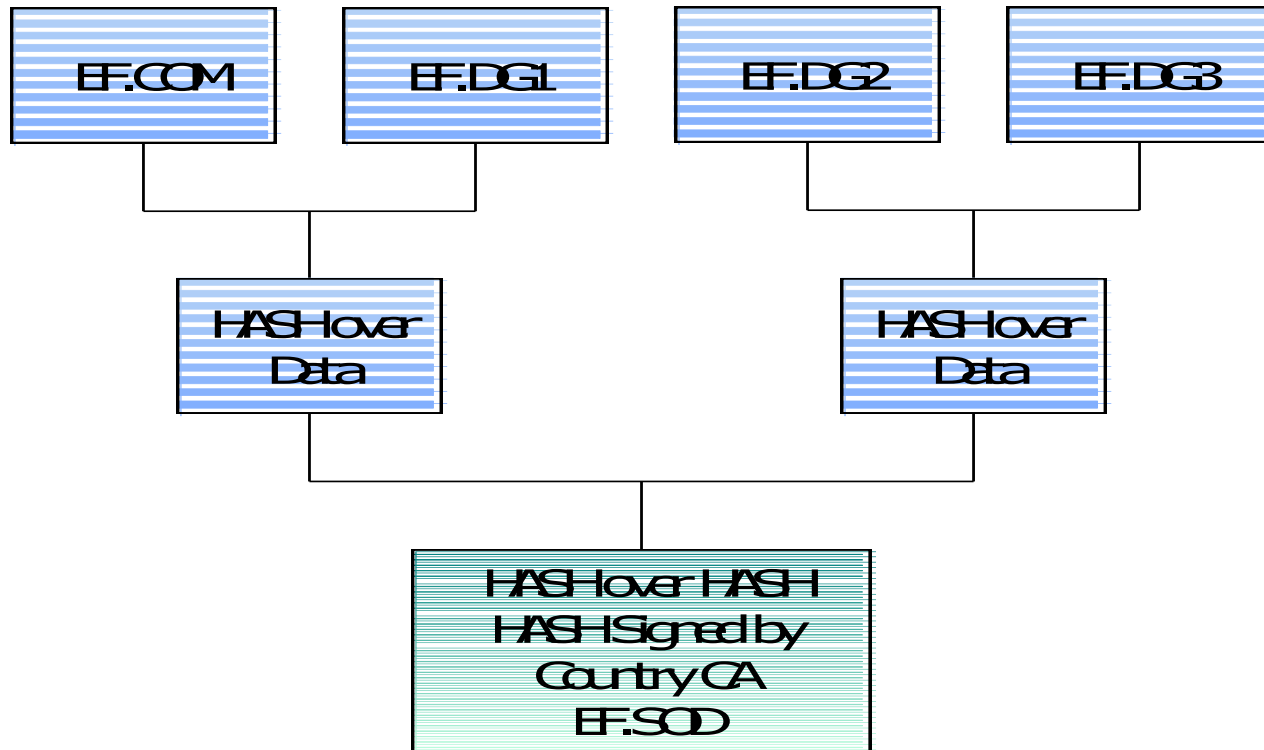 EF.COM
EF.DG1
EF.DG2
EF.DG3
HASH over
Data
HASH over
Data
HASH over HASH
HASH Signed by
Country CA
EF.SOD